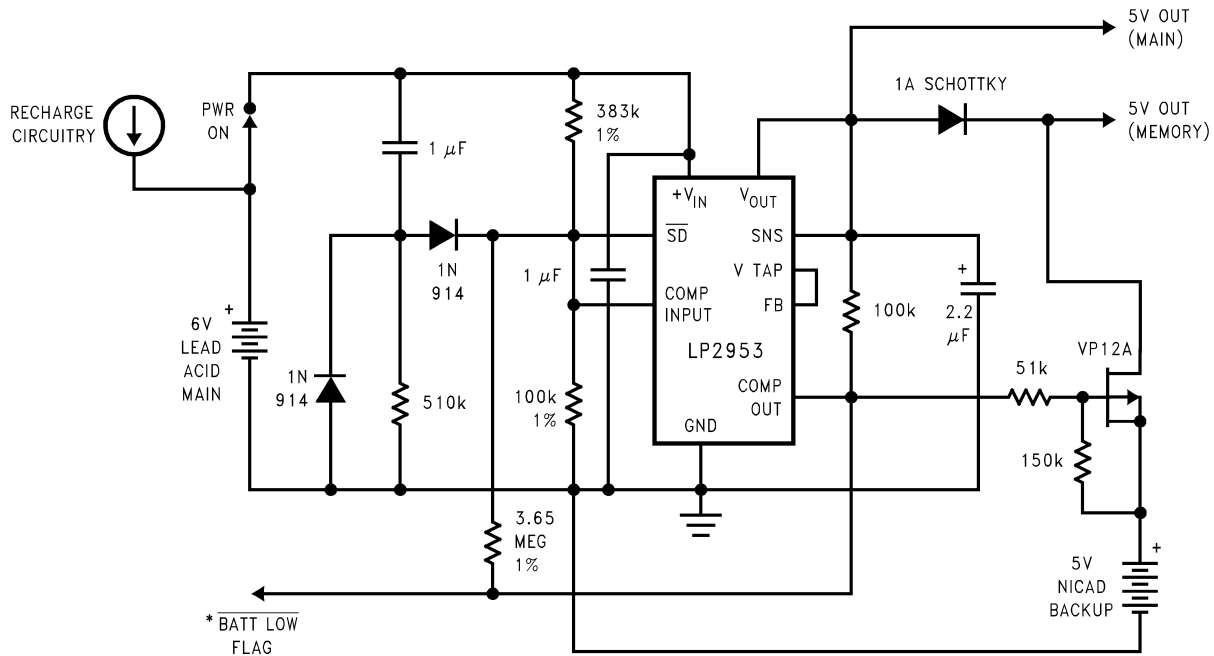 5V OUT
(MAIN)
1A SCHOTTKY
5V OUT
(MEMORY)
RECHARGE
CIRCUITRY
PWR
ON
383k
1%
1 μF
+VIN
VOUT
SD
SNS
1N
914
1 μF
V TAP
COMP
INPUT
FB
+
100k
2.2
μF
LP2953
6V
LEAD
ACID
MAIN
+
1N
914
510k
100k
1%
COMP
OUT
GND
VP12A
51k
150k
3.65
MEG
1%
5V
NICAD
BACKUP
+
* BATT LOW
FLAG